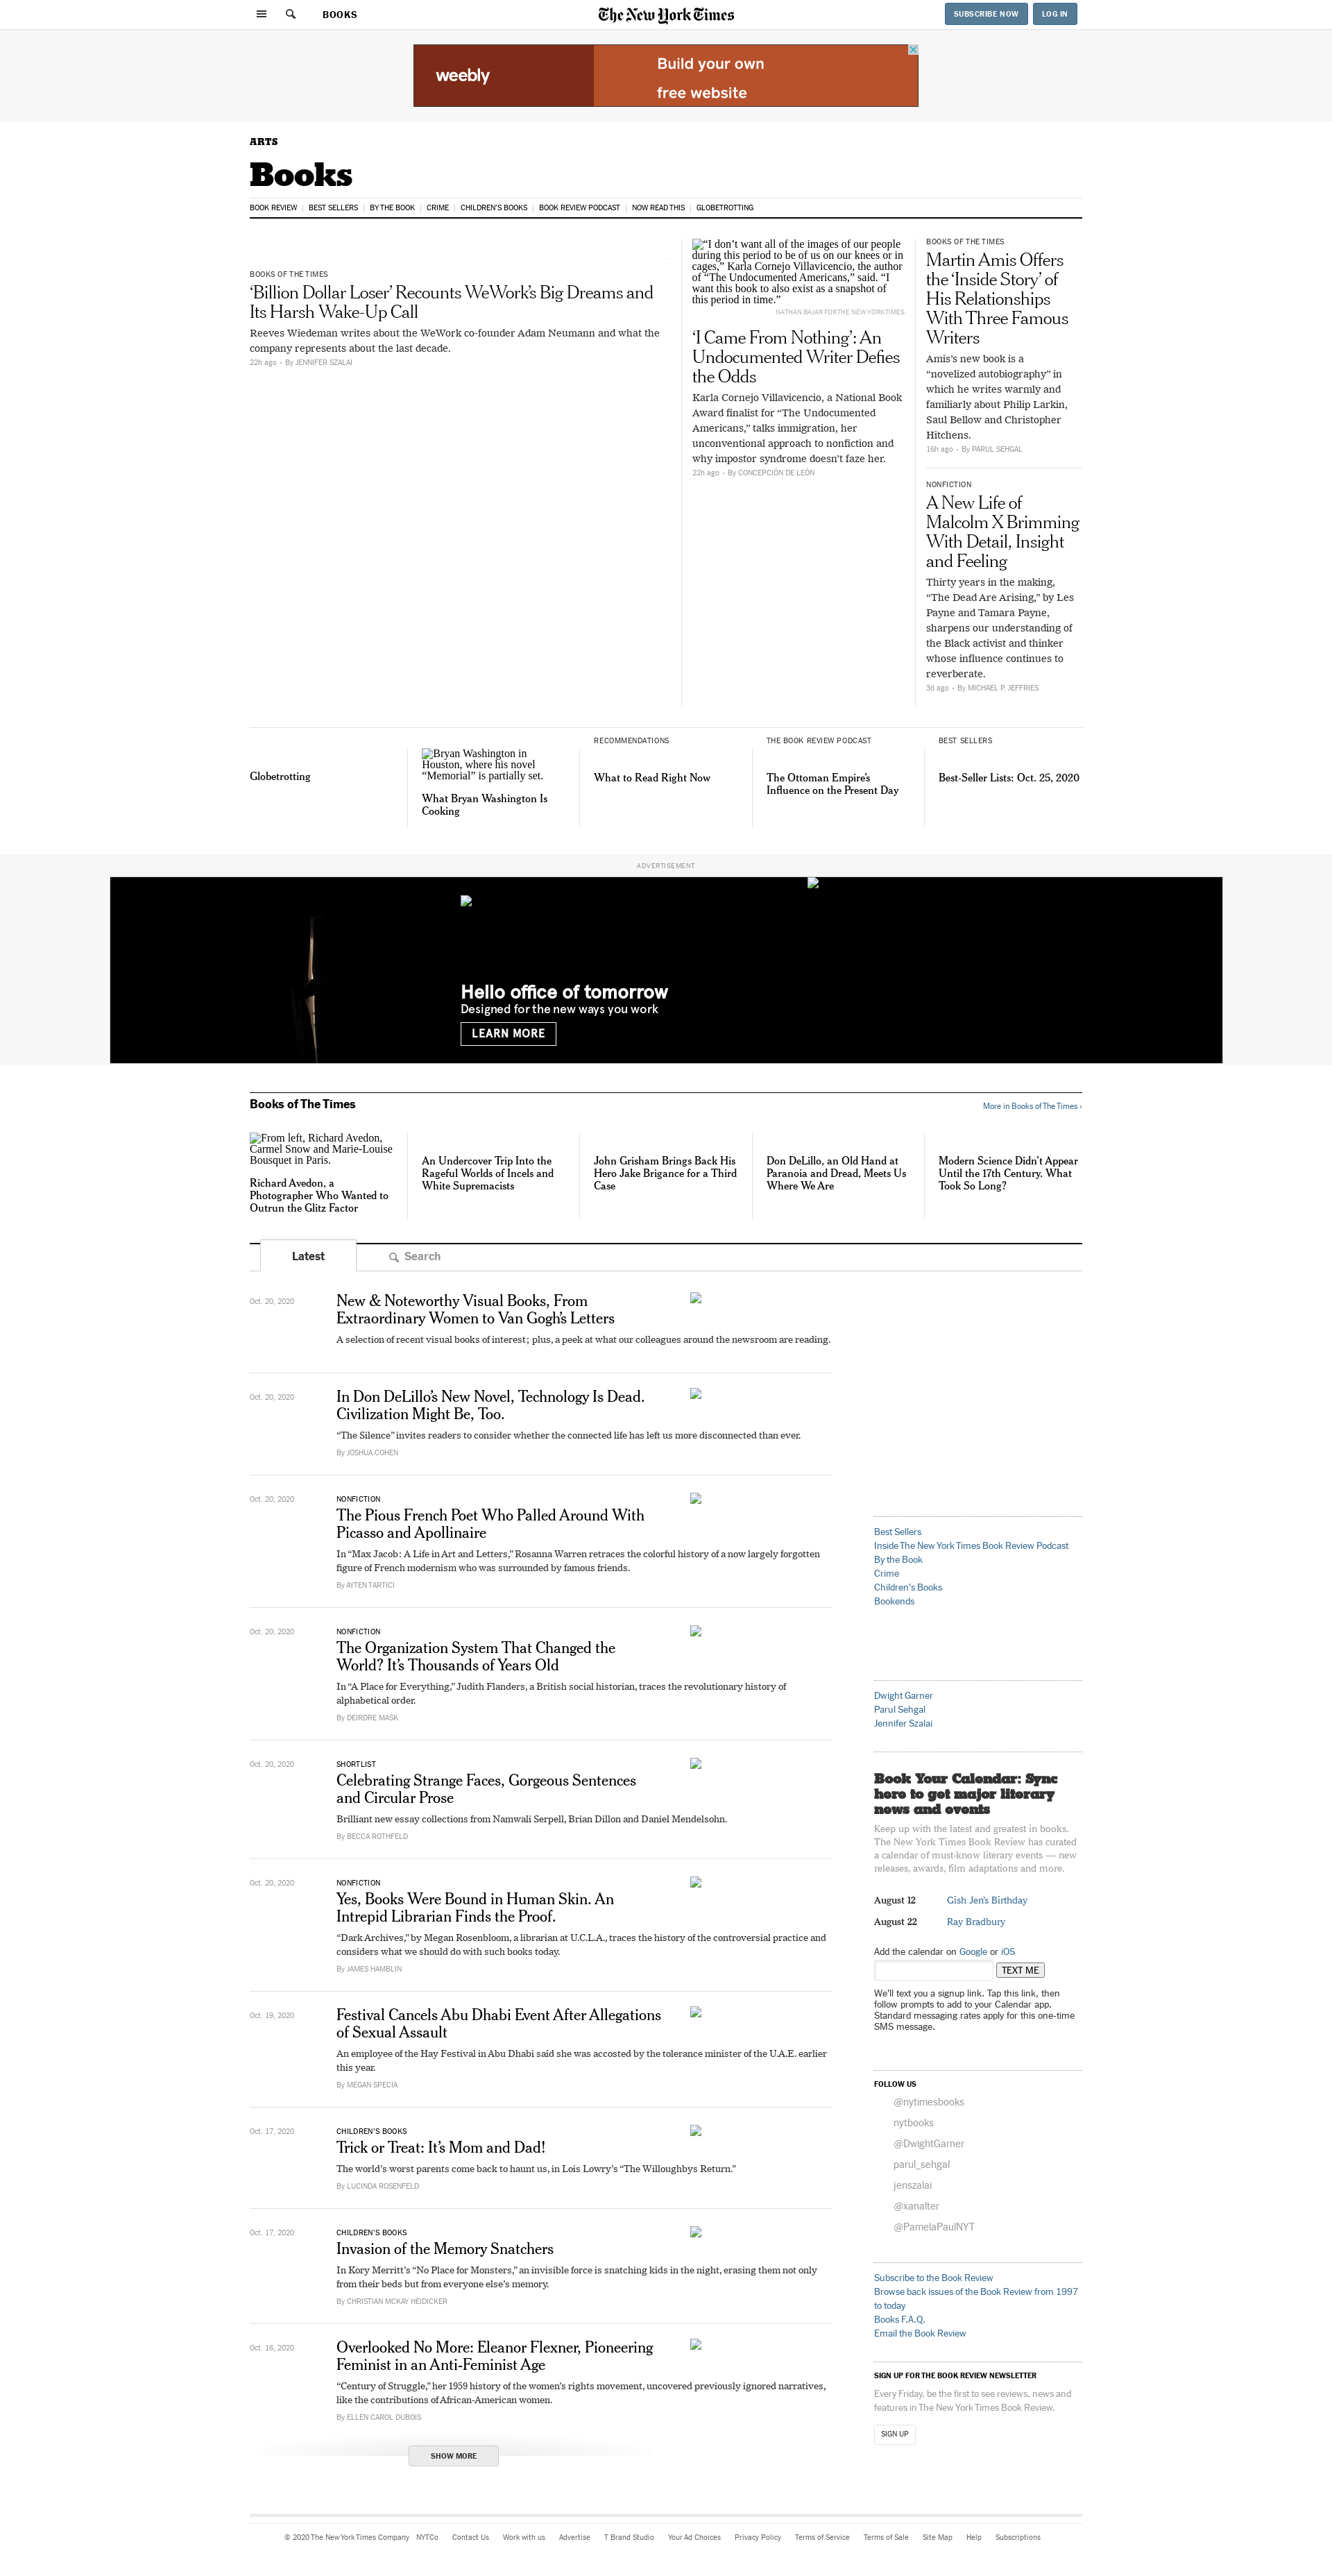 BOOKS
The New York Times
SUBSCRIBE NOW
LOG IN
weebly
Build your own
free website
ARTS
Books
BOOK REVIEW | BEST SELLERS | BY THE BOOK | CRIME | CHILDREN'S BOOKS | BOOK REVIEW PODCAST | NOW READ THIS | GLOBETROTTING
BOOKS OF THE TIMES
‘Billion Dollar Loser’ Recounts WeWork’s Big Dreams and
Its Harsh Wake-Up Call
Reeves Wiedeman writes about the WeWork co-founder Adam Neumann and what the
company represents about the last decade.
22h ago • By JENNIFER SZALAI
“I don’t want all of the images of our people
during this period to be of us on our knees or in
cages,” Karla Cornejo Villavicencio, the author
of “The Undocumented Americans,” said. “I
want this book to also exist as a snapshot of
this period in time.”
NATHAN BAJAR FOR THE NEW YORK TIMES
‘I Came From Nothing’: An
Undocumented Writer Defies
the Odds
Karla Cornejo Villavicencio, a National Book
Award finalist for “The Undocumented
Americans,” talks immigration, her
unconventional approach to nonfiction and
why impostor syndrome doesn’t faze her.
22h ago • By CONCEPCIÓN DE LEÓN
BOOKS OF THE TIMES
Martin Amis Offers
the ‘Inside Story’ of
His Relationships
With Three Famous
Writers
Amis’s new book is a
“novelized autobiography” in
which he writes warmly and
familiarly about Philip Larkin,
Saul Bellow and Christopher
Hitchens.
16h ago • By PARUL SEHGAL
NONFICTION
A New Life of
Malcolm X Brimming
With Detail, Insight
and Feeling
Thirty years in the making,
“The Dead Are Arising,” by Les
Payne and Tamara Payne,
sharpens our understanding of
the Black activist and thinker
whose influence continues to
reverberate.
3d ago • By MICHAEL P. JEFFRIES
Globetrotting
Bryan Washington in
Houston, where his novel
“Memorial” is partially set.
What Bryan Washington Is
Cooking
RECOMMENDATIONS
What to Read Right Now
THE BOOK REVIEW PODCAST
The Ottoman Empire’s
Influence on the Present Day
BEST SELLERS
Best-Seller Lists: Oct. 25, 2020
ADVERTISEMENT
Hello office of tomorrow
Designed for the new ways you work
LEARN MORE
Books of The Times
More in Books of The Times ›
From left, Richard Avedon,
Carmel Snow and Marie-Louise
Bousquet in Paris.
Richard Avedon, a
Photographer Who Wanted to
Outrun the Glitz Factor
An Undercover Trip Into the
Rageful Worlds of Incels and
White Supremacists
John Grisham Brings Back His
Hero Jake Brigance for a Third
Case
Don DeLillo, an Old Hand at
Paranoia and Dread, Meets Us
Where We Are
Modern Science Didn’t Appear
Until the 17th Century. What
Took So Long?
Latest
Search
Oct. 20, 2020
New & Noteworthy Visual Books, From
Extraordinary Women to Van Gogh’s Letters
A selection of recent visual books of interest; plus, a peek at what our colleagues around the newsroom are reading.
Oct. 20, 2020
In Don DeLillo’s New Novel, Technology Is Dead.
Civilization Might Be, Too.
“The Silence” invites readers to consider whether the connected life has left us more disconnected than ever.
By JOSHUA COHEN
Oct. 20, 2020
NONFICTION
The Pious French Poet Who Palled Around With
Picasso and Apollinaire
In “Max Jacob: A Life in Art and Letters,” Rosanna Warren retraces the colorful history of a now largely forgotten
figure of French modernism who was surrounded by famous friends.
By AYTEN TARTICI
Oct. 20, 2020
NONFICTION
The Organization System That Changed the
World? It’s Thousands of Years Old
In “A Place for Everything,” Judith Flanders, a British social historian, traces the revolutionary history of
alphabetical order.
By DEIRDRE MASK
Oct. 20, 2020
SHORTLIST
Celebrating Strange Faces, Gorgeous Sentences
and Circular Prose
Brilliant new essay collections from Namwali Serpell, Brian Dillon and Daniel Mendelsohn.
By BECCA ROTHFELD
Oct. 20, 2020
NONFICTION
Yes, Books Were Bound in Human Skin. An
Intrepid Librarian Finds the Proof.
“Dark Archives,” by Megan Rosenbloom, a librarian at U.C.L.A., traces the history of the controversial practice and
considers what we should do with such books today.
By JAMES HAMBLIN
Oct. 19, 2020
Festival Cancels Abu Dhabi Event After Allegations
of Sexual Assault
An employee of the Hay Festival in Abu Dhabi said she was accosted by the tolerance minister of the U.A.E. earlier
this year.
By MEGAN SPECIA
Oct. 17, 2020
CHILDREN’S BOOKS
Trick or Treat: It’s Mom and Dad!
The world’s worst parents come back to haunt us, in Lois Lowry’s “The Willoughbys Return.”
By LUCINDA ROSENFELD
Oct. 17, 2020
CHILDREN’S BOOKS
Invasion of the Memory Snatchers
In Kory Merritt’s “No Place for Monsters,” an invisible force is snatching kids in the night, erasing them not only
from their beds but from everyone else’s memory.
By CHRISTIAN MCKAY HEIDICKER
Oct. 16, 2020
Overlooked No More: Eleanor Flexner, Pioneering
Feminist in an Anti-Feminist Age
“Century of Struggle,” her 1959 history of the women’s rights movement, uncovered previously ignored narratives,
like the contributions of African-American women.
By ELLEN CAROL DUBOIS
SHOW MORE
Best Sellers
Inside The New York Times Book Review Podcast
By the Book
Crime
Children’s Books
Bookends
Dwight Garner
Parul Sehgal
Jennifer Szalai
Book Your Calendar: Sync
here to get major literary
news and events
Keep up with the latest and greatest in books.
The New York Times Book Review has curated
a calendar of must-know literary events — new
releases, awards, film adaptations and more.
August 12 Gish Jen’s Birthday
August 22 Ray Bradbury
Add the calendar on Google or iOS
TEXT ME
We’ll text you a signup link. Tap this link, then
follow prompts to add to your Calendar app.
Standard messaging rates apply for this one-time
SMS message.
FOLLOW US
@nytimesbooks
nytbooks
@DwightGarner
parul_sehgal
jenszalai
@xanalter
@PamelaPaulNYT
Subscribe to the Book Review
Browse back issues of the Book Review from 1997
to today
Books F.A.Q.
Email the Book Review
SIGN UP FOR THE BOOK REVIEW NEWSLETTER
Every Friday, be the first to see reviews, news and
features in The New York Times Book Review.
SIGN UP
© 2020 The New York Times Company NYTCo Contact Us Work with us Advertise T Brand Studio Your Ad Choices Privacy Policy Terms of Service Terms of Sale Site Map Help Subscriptions